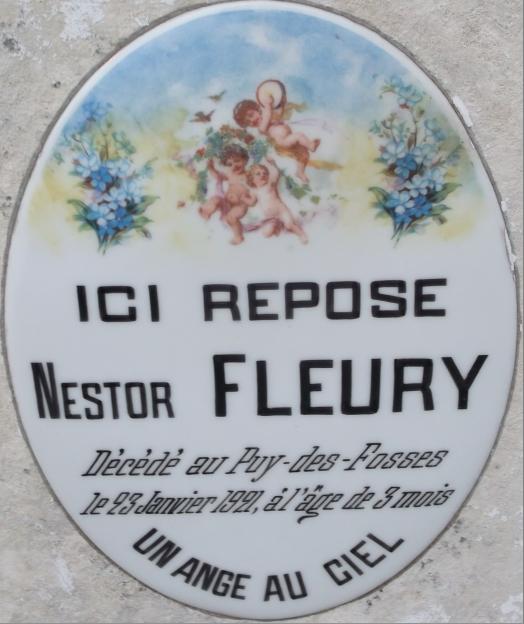 ICI REPOSE
NESTOR FLEURY
Décédé au Puy-des-Fosses
le 23 Janvier 1921, à l'âge de 3 mois
UN ANGE AU CIEL